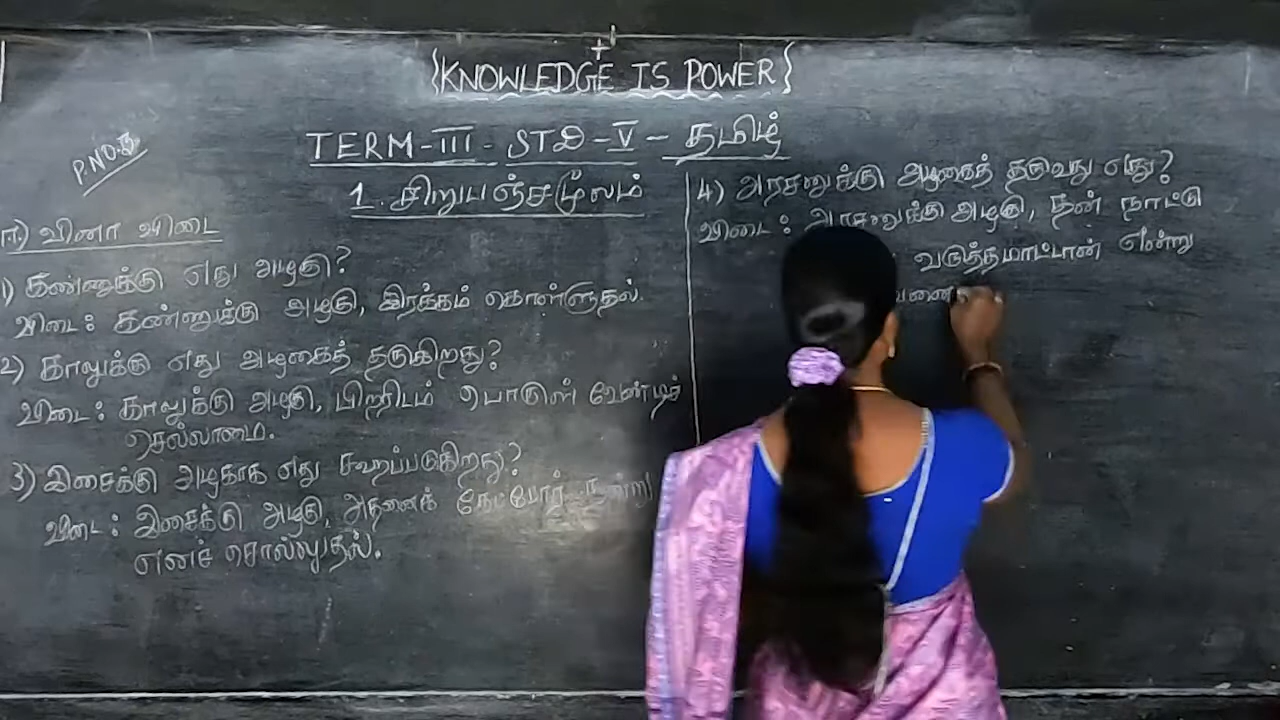 KNOWLEDGE IS POWER
TERM-III-STD-V-தமிழ்
P.NO-5
1. சிறுபஞ்சமூலம்
ஈ) வினா விடை
1) கண்ணுக்கு எது அழகு?
விடை: கண்ணுக்கு அழகு, இரக்கம் கொள்ளுதல்.
2) காலுக்கு எது அழகைத் தருகிறது?
விடை: காலுக்கு அழகு, பிறரிடம் பொருள் வேண்டிச்
செல்லாமை.
3) இசைக்கு அழகாக எது கூறப்படுகிறது?
விடை: இசைக்கு அழகு, அதனைக் கேட்போர் நன்று
எனச் சொல்லுதல்.
4) அரசனுக்கு அழகைத் தருவது எது?
விடை: அரசனுக்கு அழகு, தன் நாட்டு
வருத்தமாட்டான் என்று